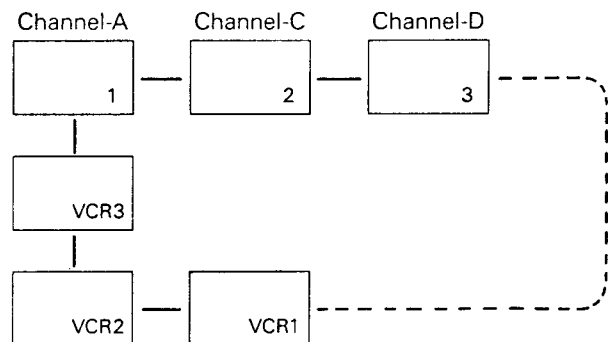 Channel-A Channel-C Channel-D
1 2 3
VCR3
VCR2 VCR1